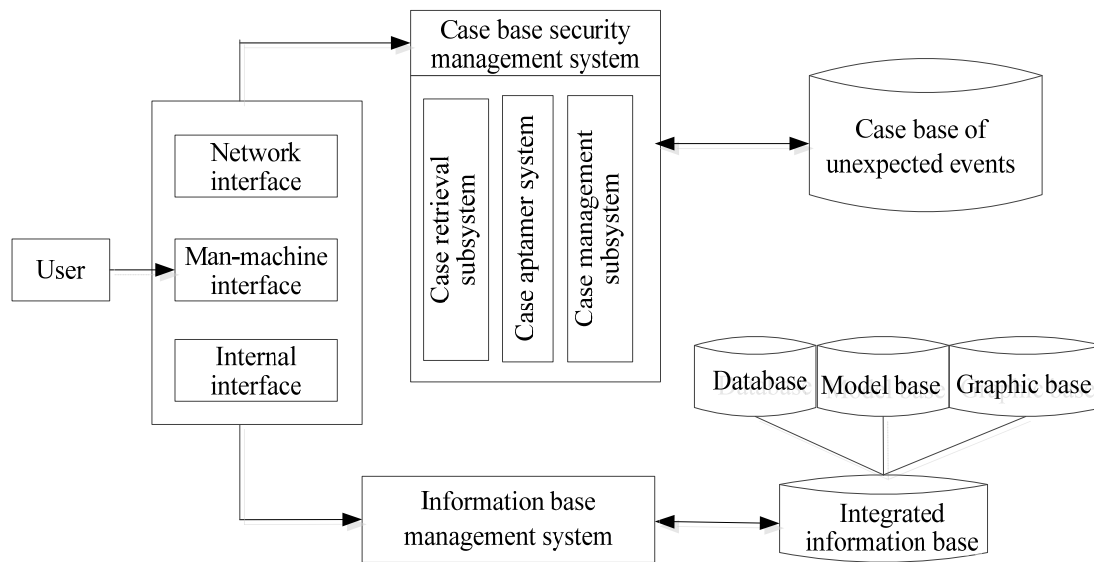 Case base security
management system
Network
interface
Man-machine
interface
Internal
interface
User
Case retrieval
subsystem
Case aptamer system
Case management
subsystem
Case base of
unexpected events
Database
Model base
Graphic base
Information base
management system
Integrated
information base